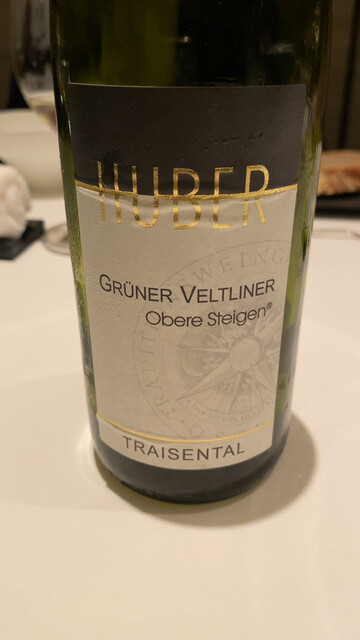 HUBER
GRÜNER VELTLINER
Obere Steigen®
TRAISENTAL